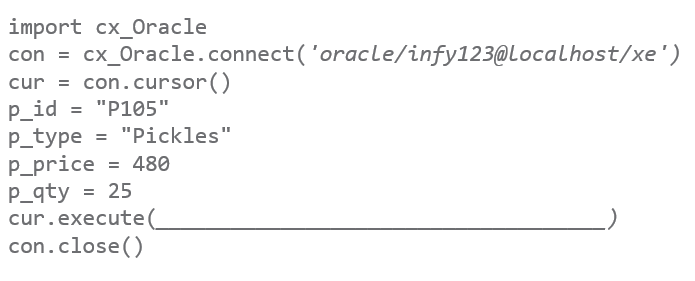 import cx_Oracle
con = cx_Oracle.connect('oracle/infy123@localhost/xe')
cur = con.cursor()
p_id = "P105"
p_type = "Pickles"
p_price = 480
p_qty = 25
cur.execute(_____________________________________)
con.close()